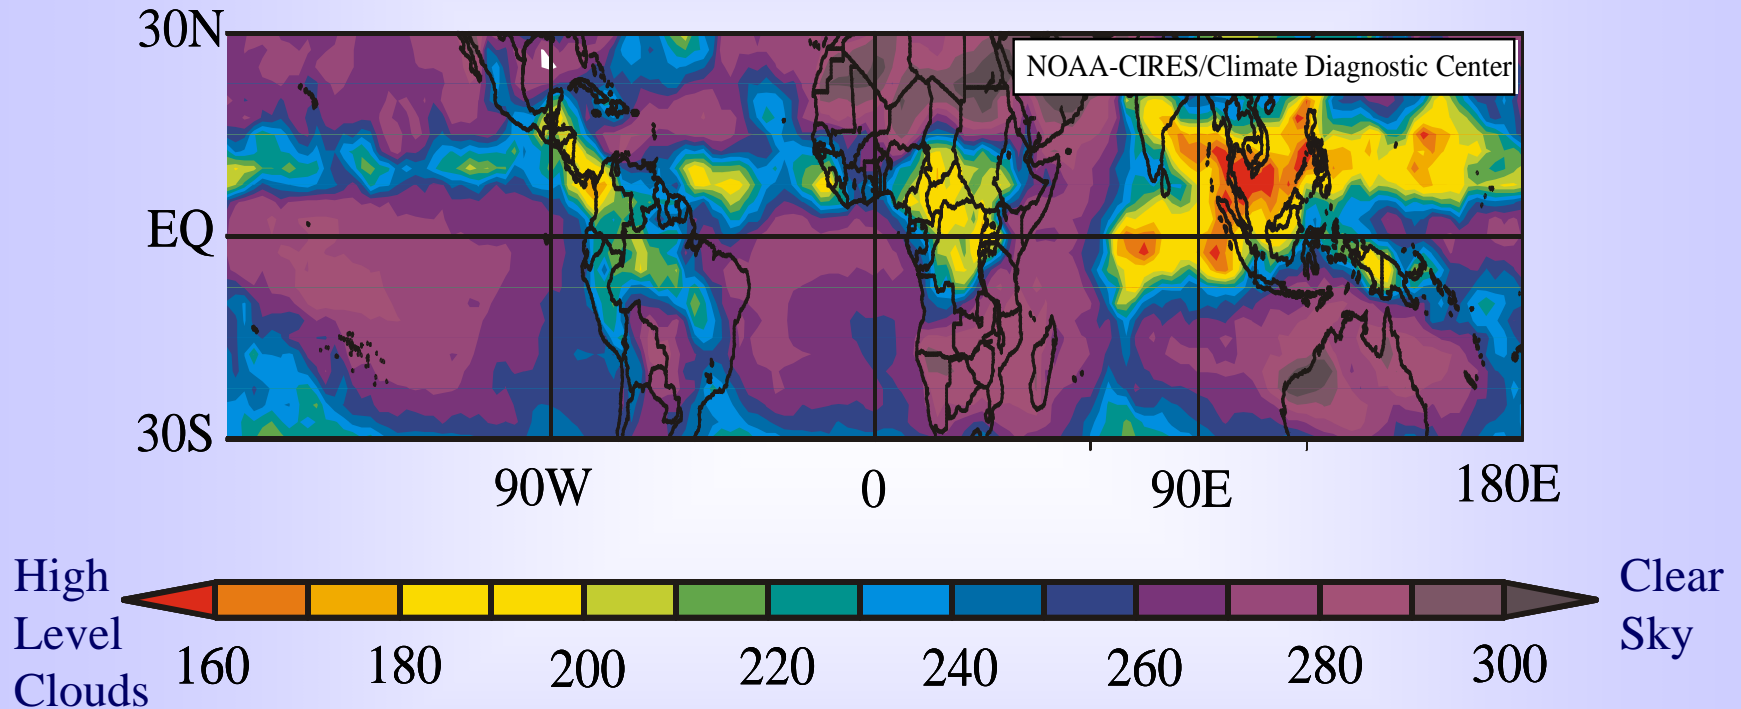 30N
NOAA-CIRES/Climate Diagnostic Center
EQ
30S
90W 0 90E 180E
High
Level
Clouds
Clear
Sky
160 180 200 220 240 260 280 300